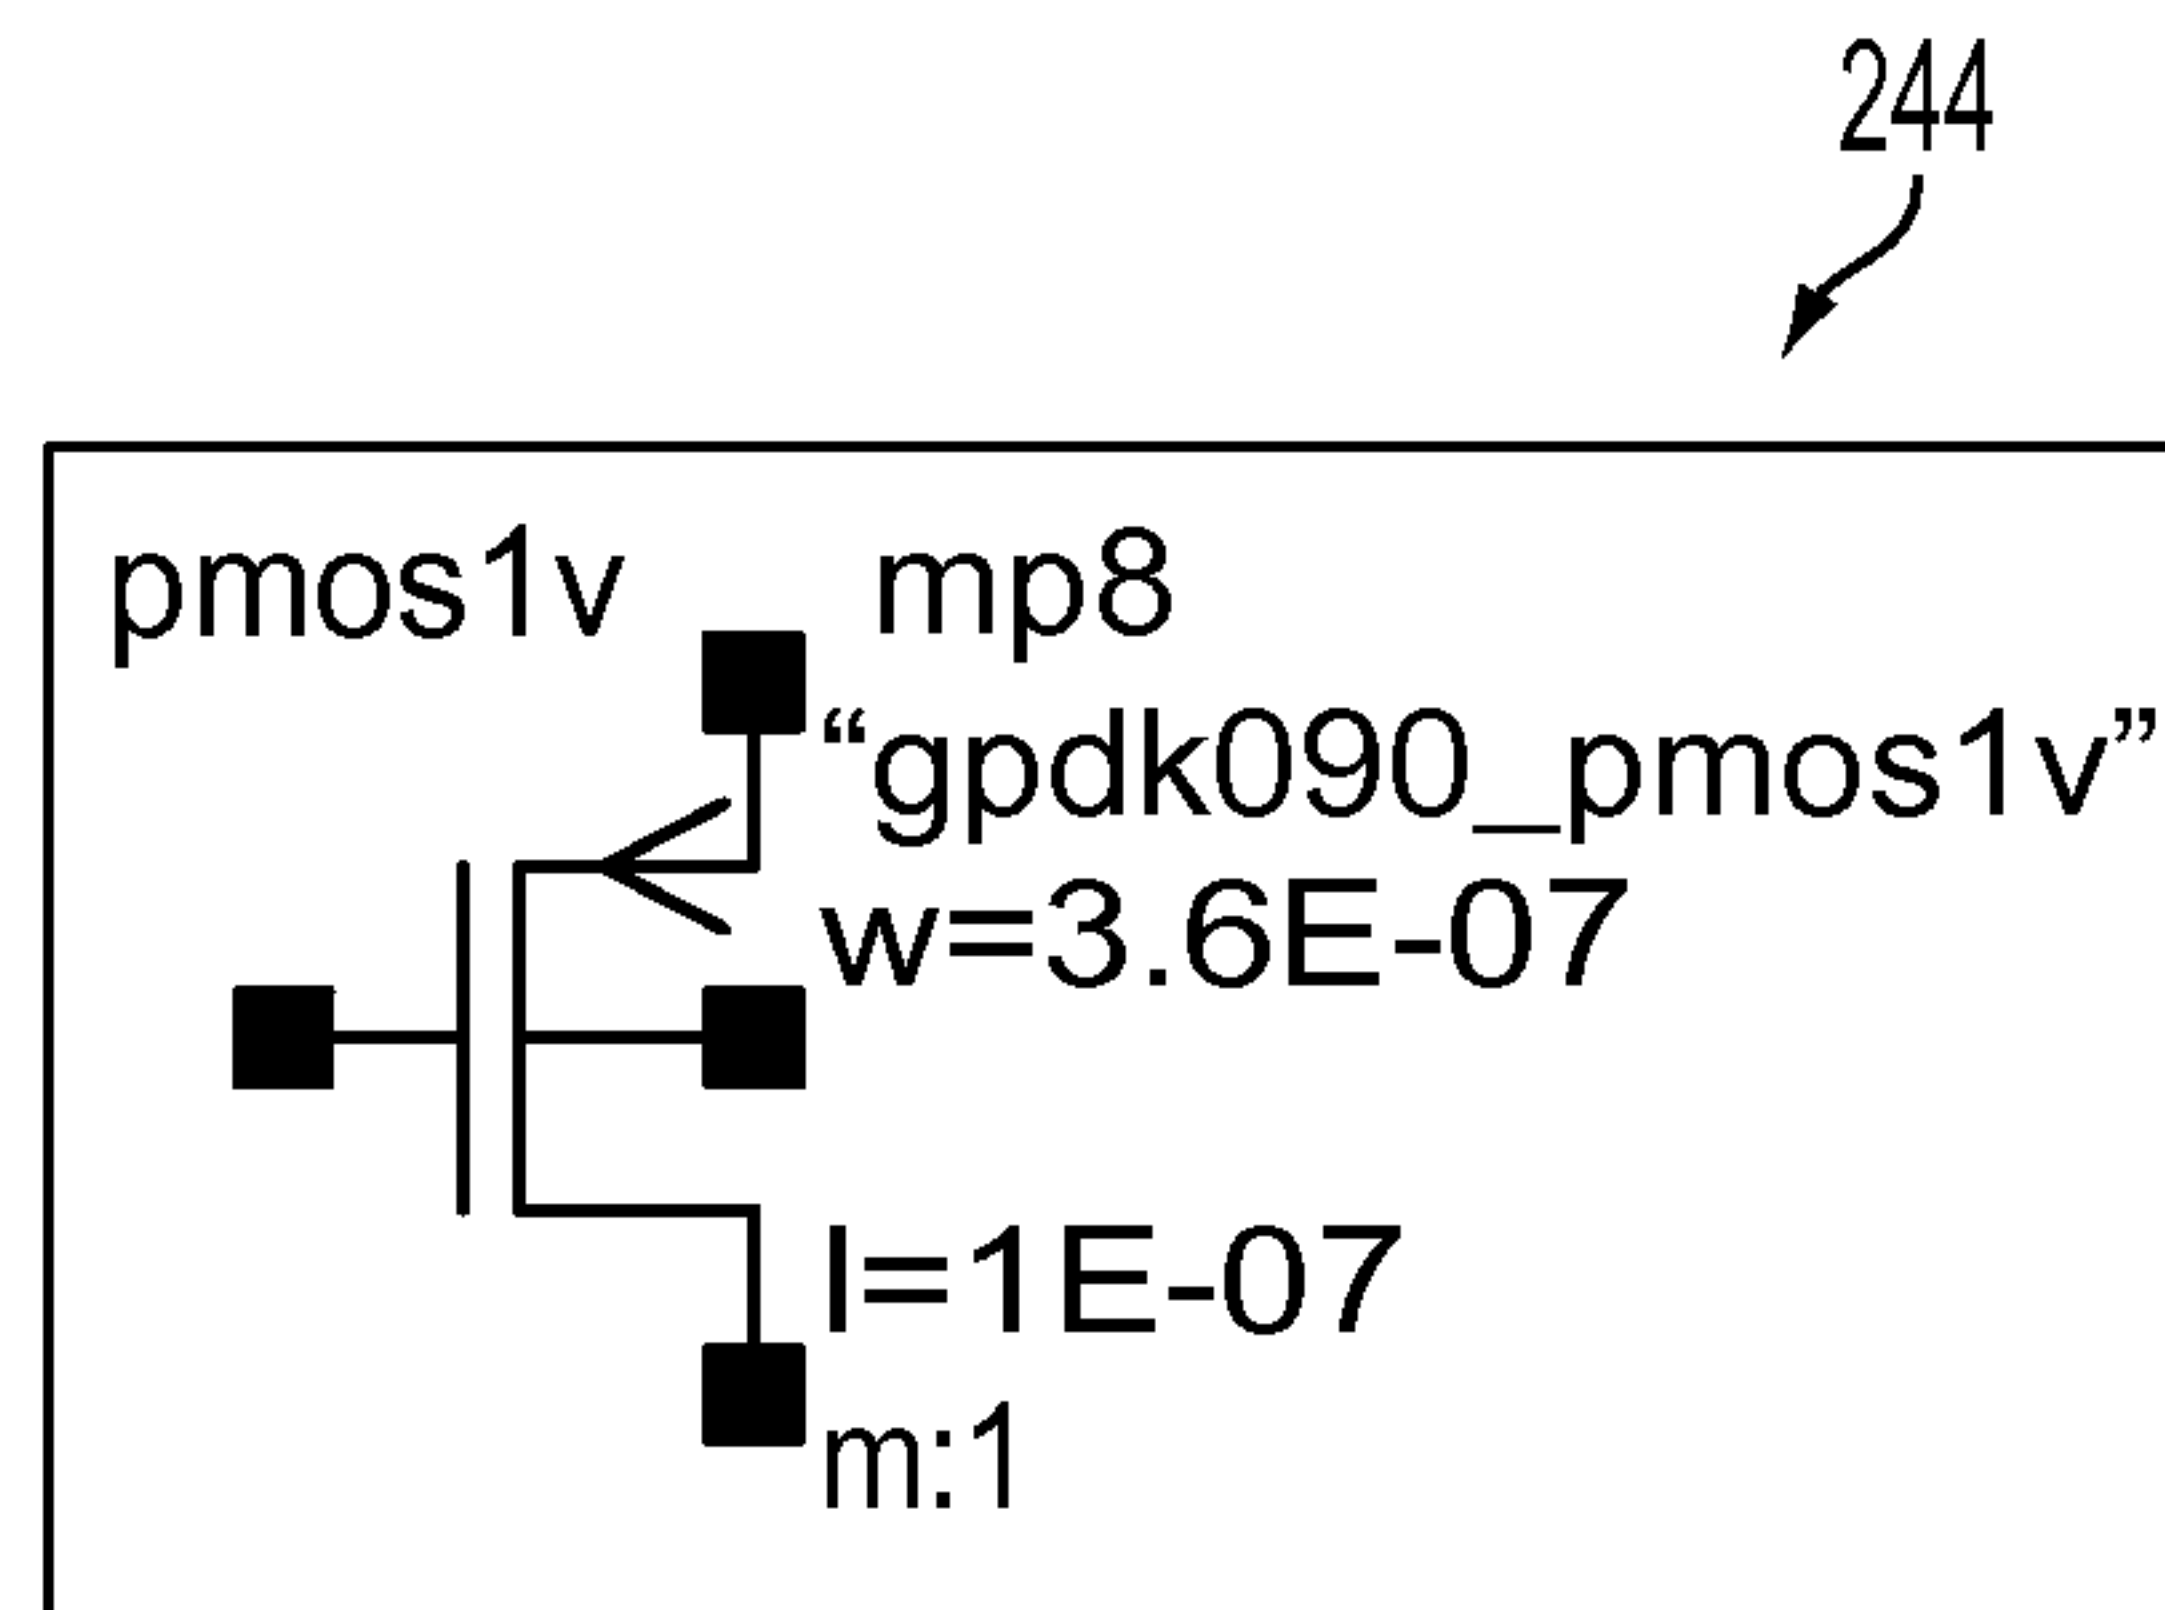 244
pmos1v mp8
“gpdk090_pmos1v”
w=3.6E-07
l=1E-07
m:1